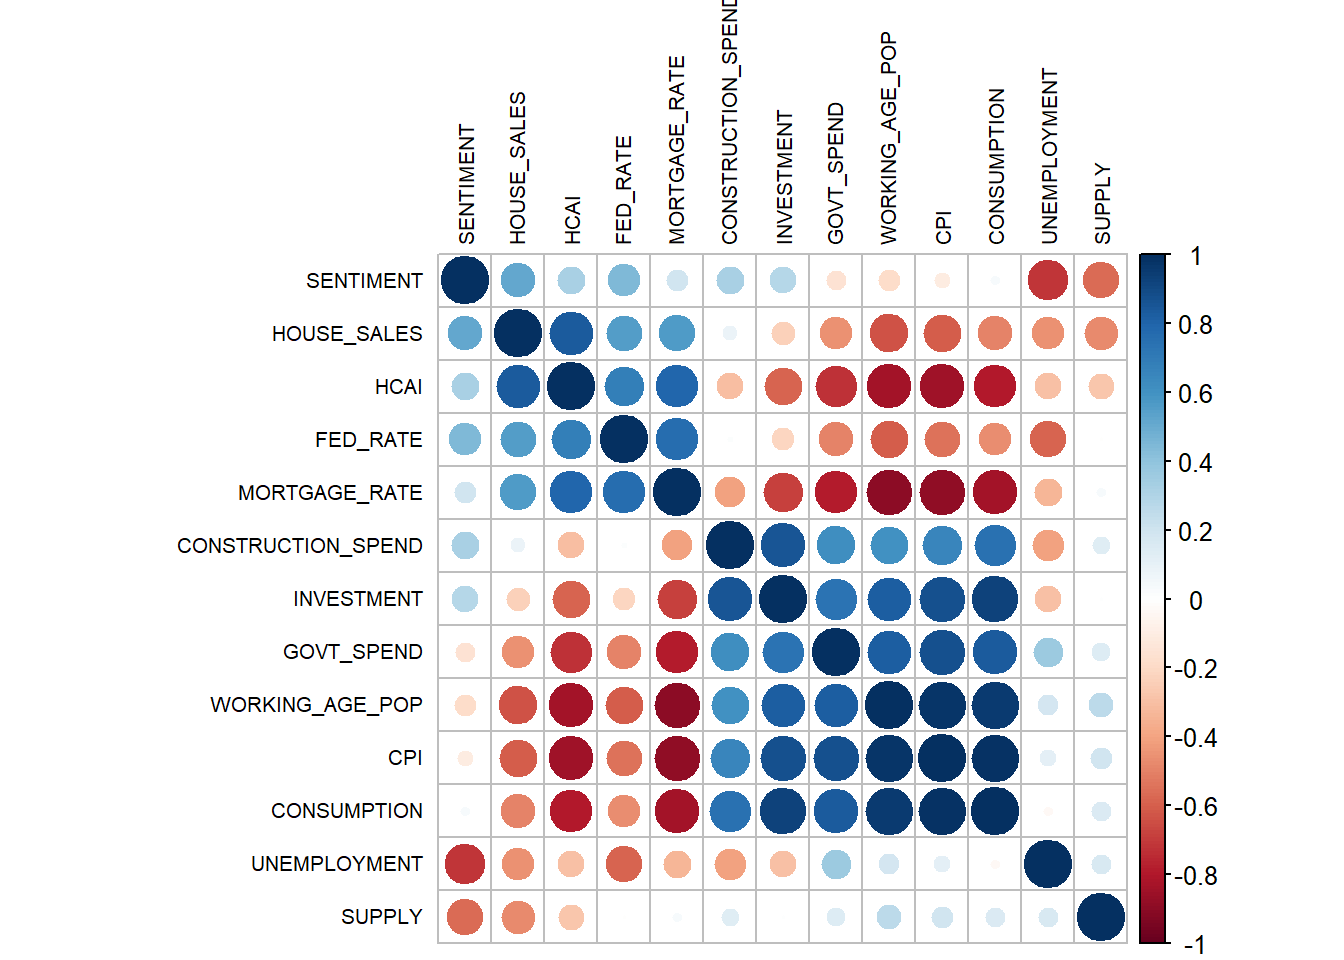 SENTIMENT
HOUSE_SALES
HCAI
FED_RATE
MORTGAGE_RATE
CONSTRUCTION_SPEND
INVESTMENT
GOVT_SPEND
WORKING_AGE_POP
CPI
CONSUMPTION
UNEMPLOYMENT
SUPPLY
SENTIMENT
HOUSE_SALES
HCAI
FED_RATE
MORTGAGE_RATE
CONSTRUCTION_SPEND
INVESTMENT
GOVT_SPEND
WORKING_AGE_POP
CPI
CONSUMPTION
UNEMPLOYMENT
SUPPLY
1
0.8
0.6
0.4
0.2
0
-0.2
-0.4
-0.6
-0.8
-1